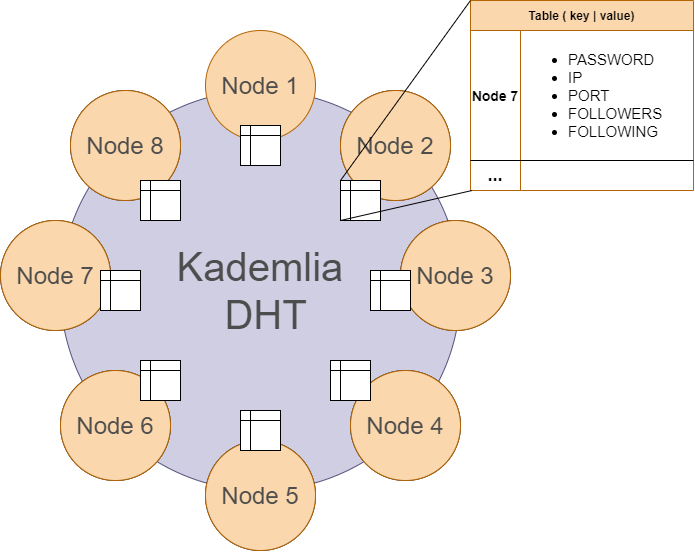 Table ( key | value)
Node 1
• PASSWORD
• IP
Node 7
• PORT
• FOLLOWERS
• FOLLOWING
...
Node 8
Node 2
Kademlia
DHT
Node 7
Node 3
Node 6
Node 4
Node 5